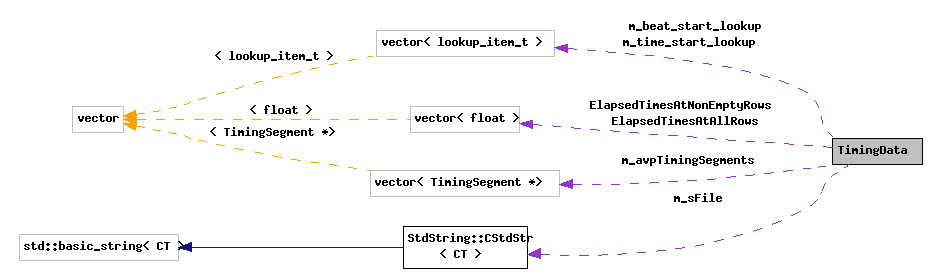 m_beat_start_lookup
vector< lookup_item_t >
m_time_start_lookup
< lookup_item_t >
ElapsedTimesAtNonEmptyRows
< float >
vector
vector< float >
ElapsedTimesAtAllRows
< TimingSegment *>
TimingData
m_avpTimingSegments
vector< TimingSegment *>
m_sFile
StdString::CStdStr
std::basic_string< CT >
< CT >